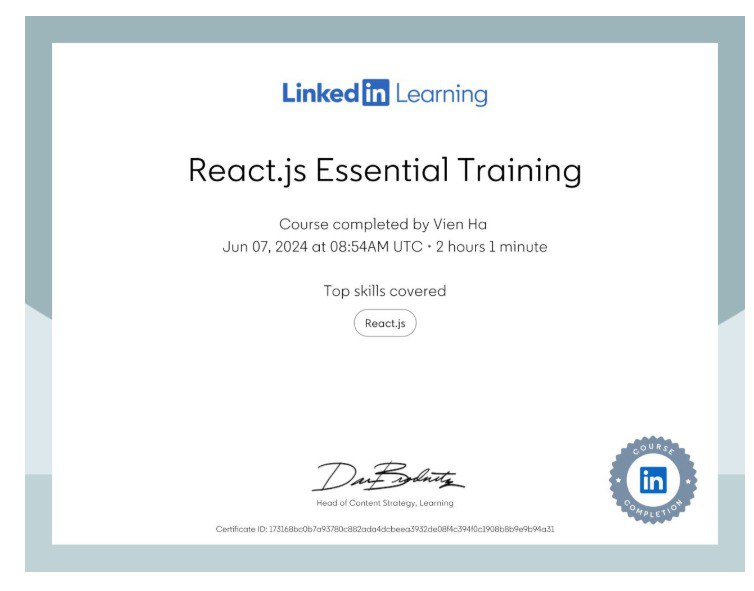 Linked in Learning
React.js Essential Training
Course completed by Vien Ha
Jun 07, 2024 at 08:54AM UTC • 2 hours 1 minute
Top skills covered
React.js
Head of Content Strategy, Learning
Certificate ID: 173168bc0b7a93780c882ada4dcbeea3932de08f4c394f0c1908b8b9e9b94a31
COURSE
in
COMPLETION